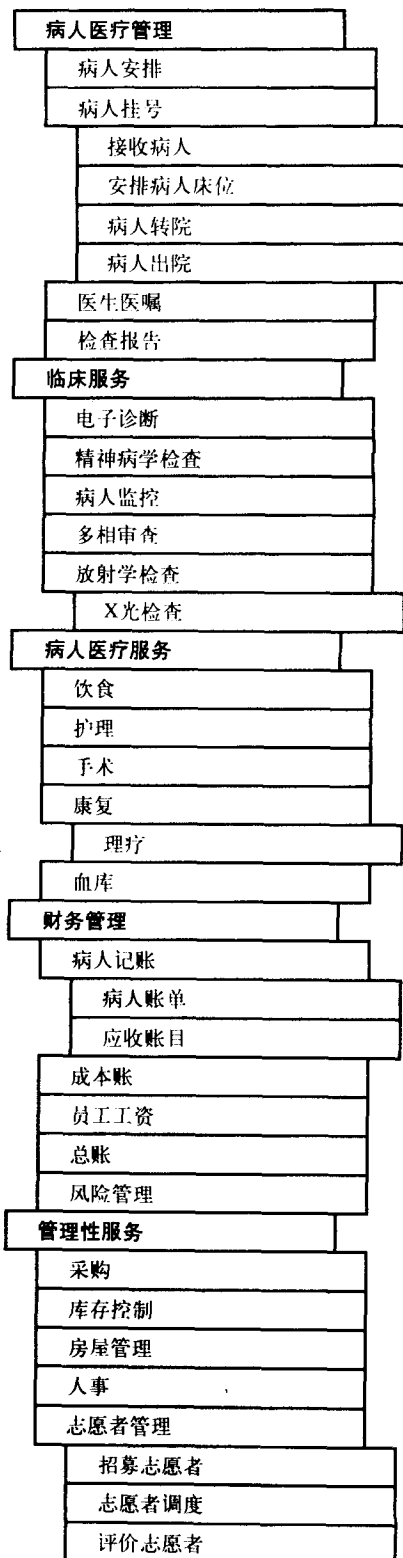 病人医疗管理
病人安排
病人挂号
接收病人
安排病人床位
病人转院
病人出院
医生医嘱
检查报告
临床服务
电子诊断
精神病学检查
病人监控
多相审查
放射学检查
X光检查
病人医疗服务
饮食
护理
手术
康复
理疗
血库
财务管理
病人记账
病人账单
应收账目
成本账
员工工资
总账
风险管理
管理性服务
采购
库存控制
房屋管理
人事
志愿者管理
招募志愿者
志愿者调度
评价志愿者